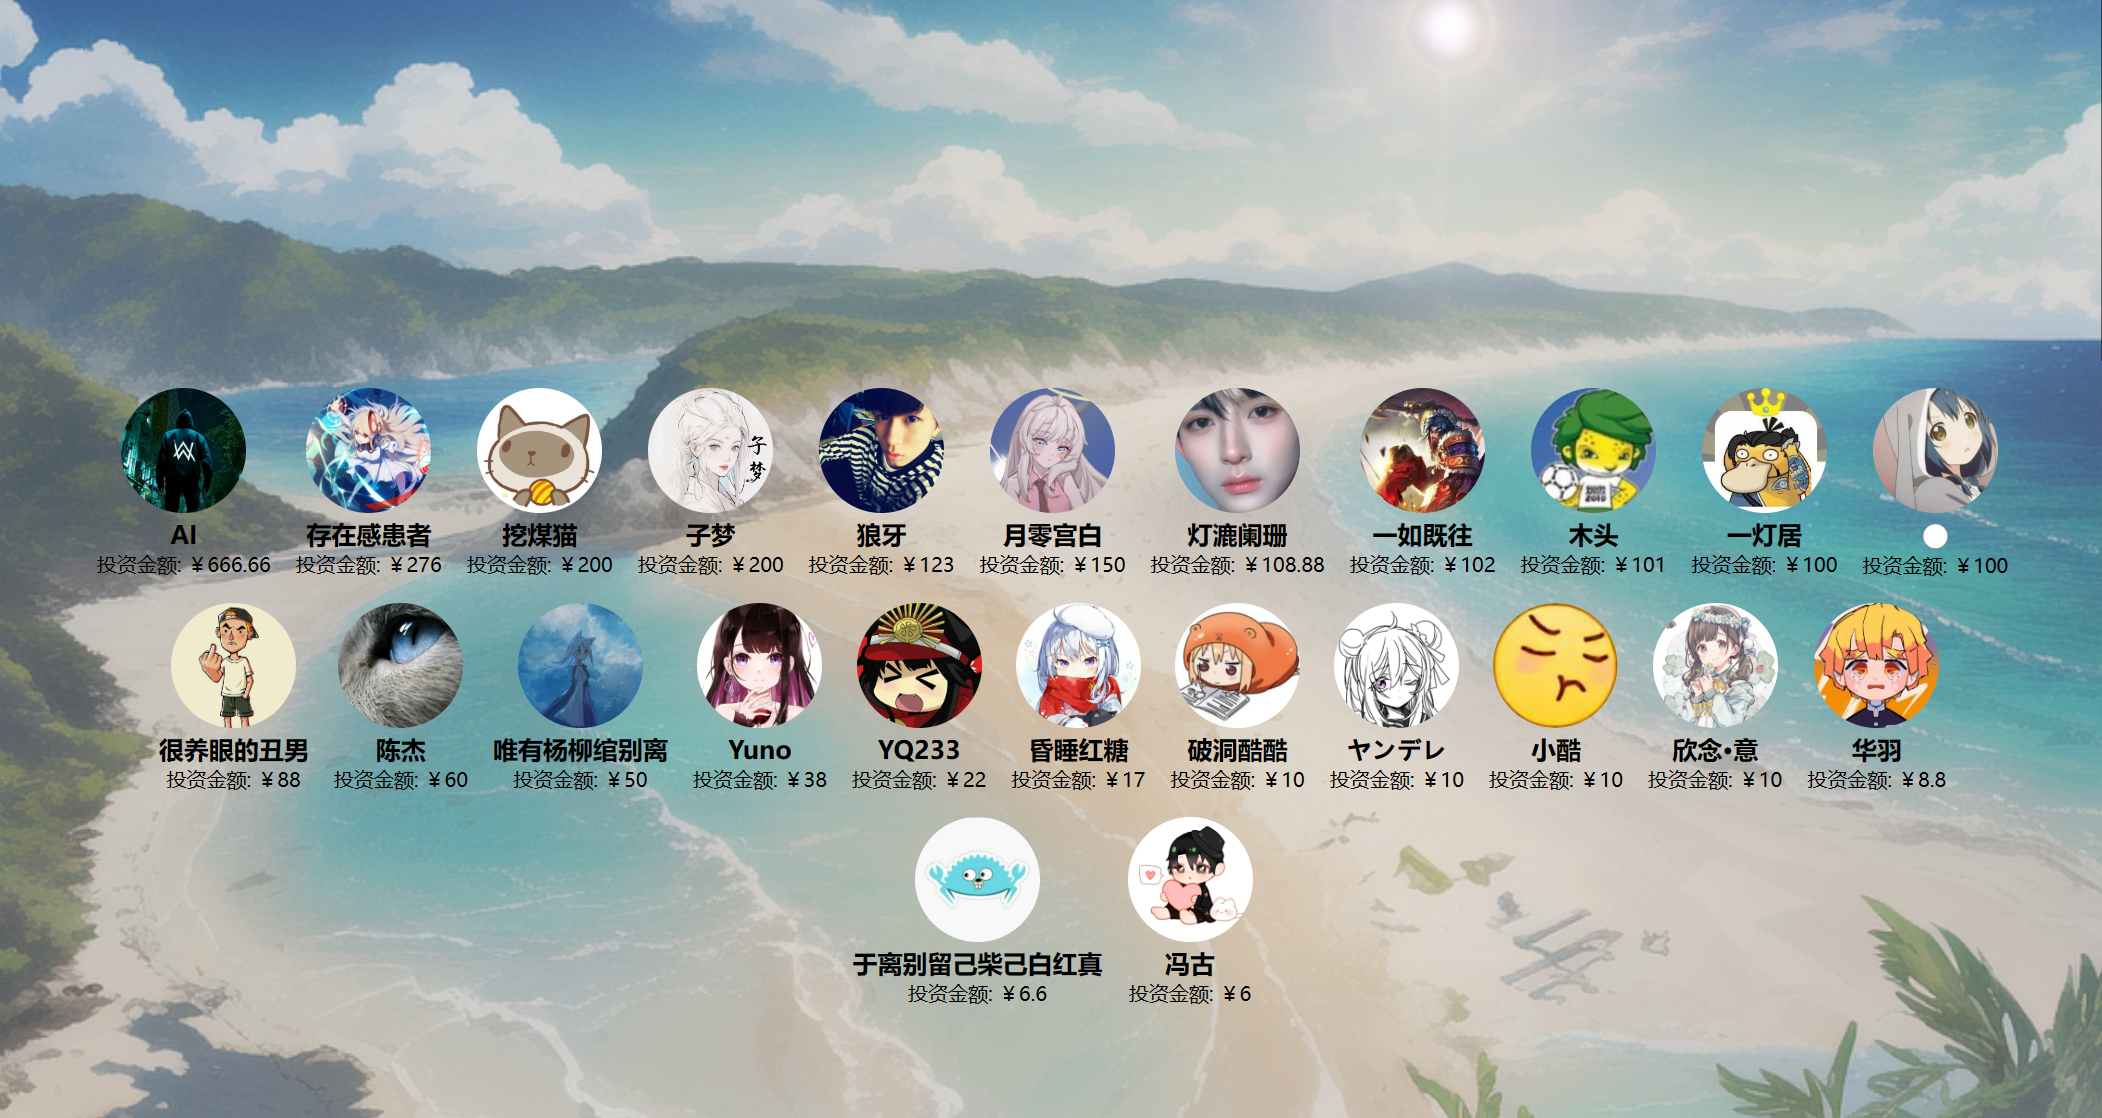 子梦
AI
投资金额: ￥666.66
存在感患者
投资金额: ￥276
挖煤猫
投资金额: ￥200
子梦
投资金额: ￥200
狼牙
投资金额: ￥123
月零宫白
投资金额: ￥150
灯漉阑珊
投资金额: ￥108.88
一如既往
投资金额: ￥102
木头
投资金额: ￥101
一灯居
投资金额: ￥100
投资金额: ￥100
很养眼的丑男
投资金额: ￥88
陈杰
投资金额: ￥60
唯有杨柳绾别离
投资金额: ￥50
Yuno
投资金额: ￥38
YQ233
投资金额: ￥22
昏睡红糖
投资金额: ￥17
破洞酷酷
投资金额: ￥10
ヤンデレ
投资金额: ￥10
小酷
投资金额: ￥10
欣念•意
投资金额: ￥10
华羽
投资金额: ￥8.8
于离别留己柴己白红真
投资金额: ￥6.6
冯古
投资金额: ￥6